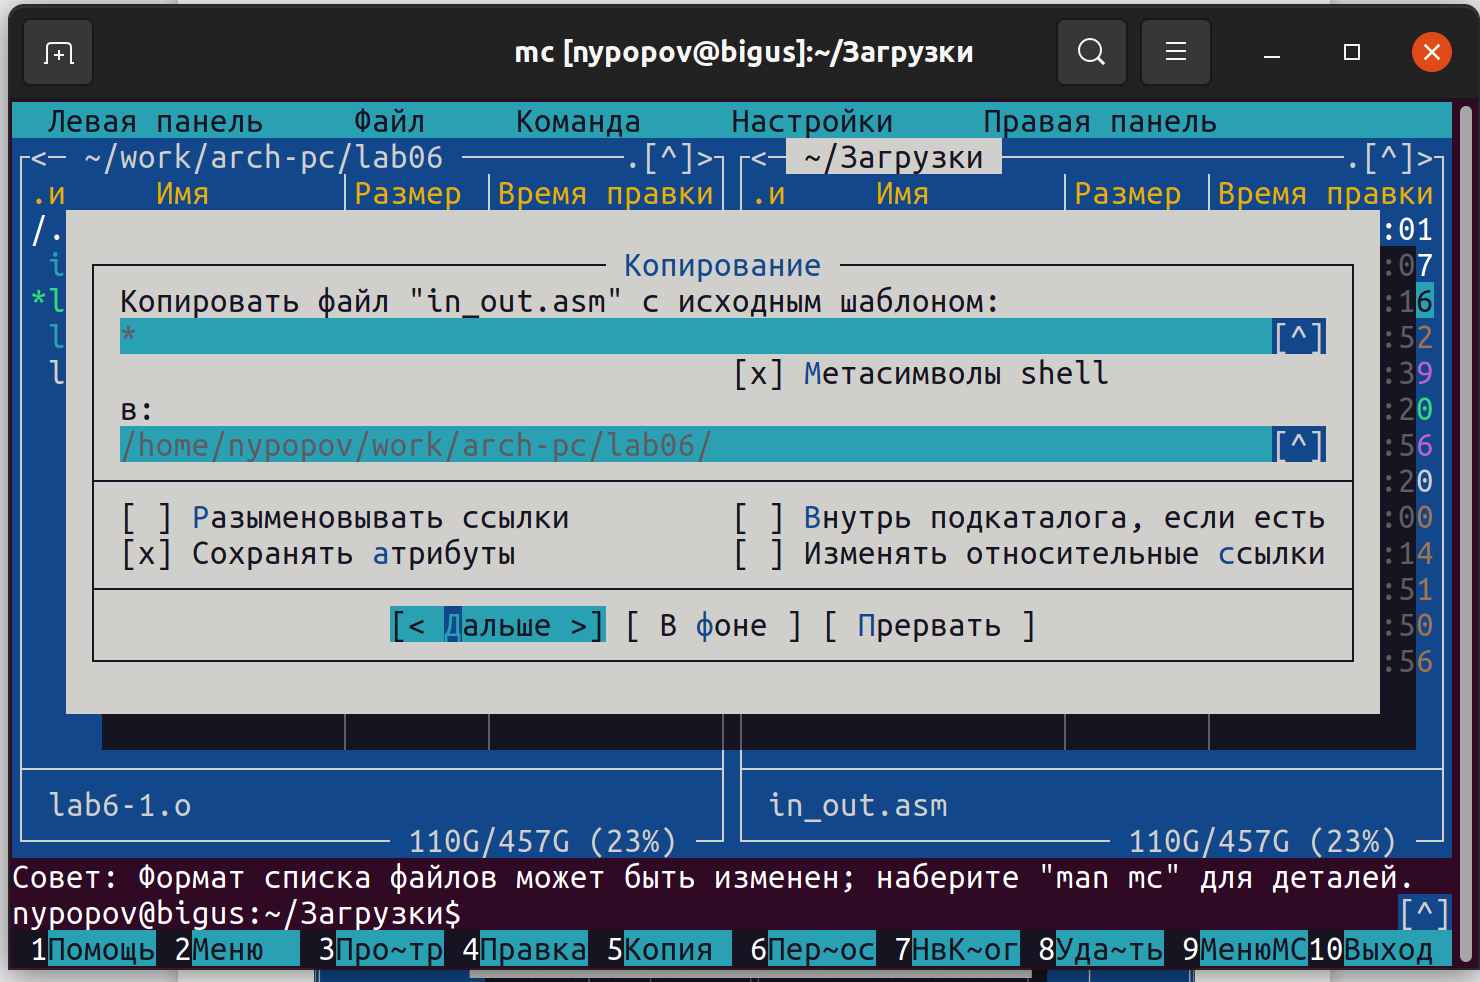 mc [nypopov@bigus]:~/Загрузки
Левая панель Файл Команда Настройки Правая панель
<─ ~/work/arch-pc/lab06 ─.[^]> <─ ~/Загрузки ─.[^]>
.и Имя Размер Время правки .и Имя Размер Время правки
/. :01
i Копирование :07
*l Копировать файл "in_out.asm" с исходным шаблоном: :16
l * [^] :52
l [x] Метасимволы shell :39
в: :20
/home/nypopov/work/arch-pc/lab06/ [^] :56
:20
[ ] Разыменовывать ссылки [ ] Внутрь подкаталога, если есть :00
[x] Сохранять атрибуты [ ] Изменять относительные ссылки :14
:51
[< Дальше >] [ В фоне ] [ Прервать ] :50
:56
lab6-1.o in_out.asm
110G/457G (23%) 110G/457G (23%)
Совет: Формат списка файлов может быть изменен; наберите "man mc" для деталей.
nypopov@bigus:~/Загрузки$ [^]
1Помощь 2Меню 3Про~тр 4Правка 5Копия 6Пер~ос 7НвК~ог 8Уда~ть 9МенюМС 10Выход